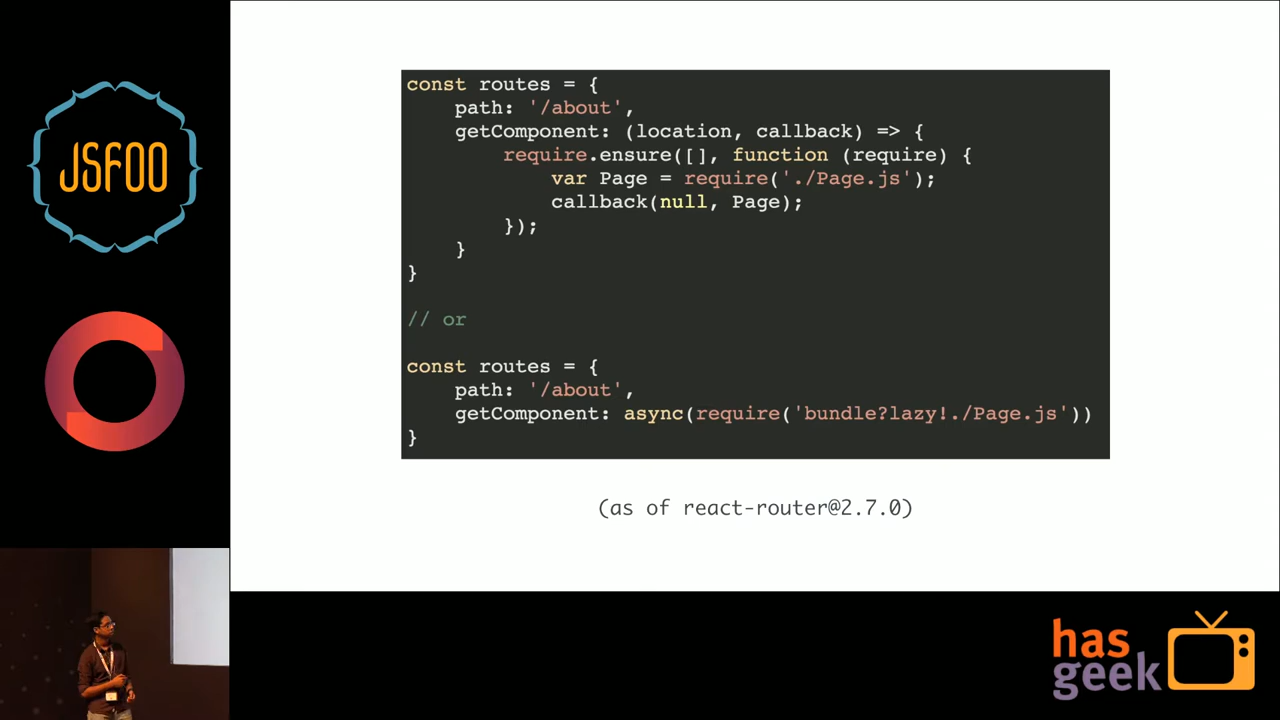 JSFOO
const routes = {
    path: '/about',
    getComponent: (location, callback) => {
        require.ensure([], function (require) {
            var Page = require('./Page.js');
            callback(null, Page);
        });
    }
}
// or
const routes = {
    path: '/about',
    getComponent: async(require('bundle?lazy!./Page.js'))
}
(as of react-router@2.7.0)
has
geek